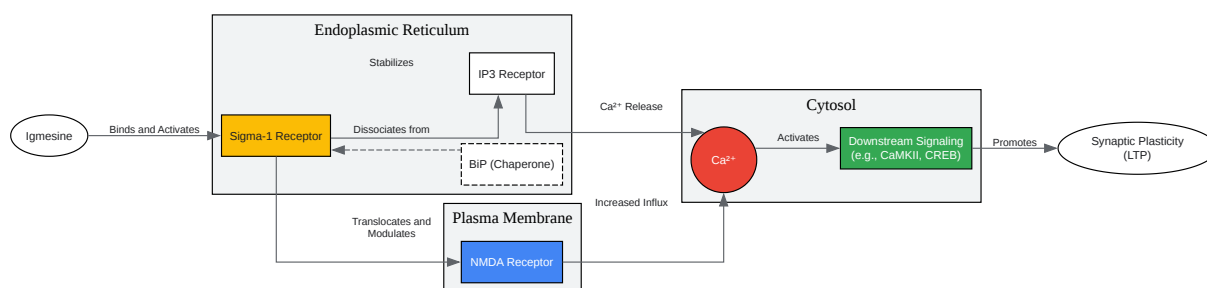 Endoplasmic Reticulum
Stabilizes
IP3 Receptor
Igmesine
Binds and Activates
Sigma-1 Receptor
Dissociates from
BiP (Chaperone)
Ca²⁺ Release
Cytosol
Ca²⁺
Activates
Downstream Signaling
(e.g., CaMKII, CREB)
Promotes
Synaptic Plasticity
(LTP)
Translocates and
Modulates
Plasma Membrane
NMDA Receptor
Increased Influx